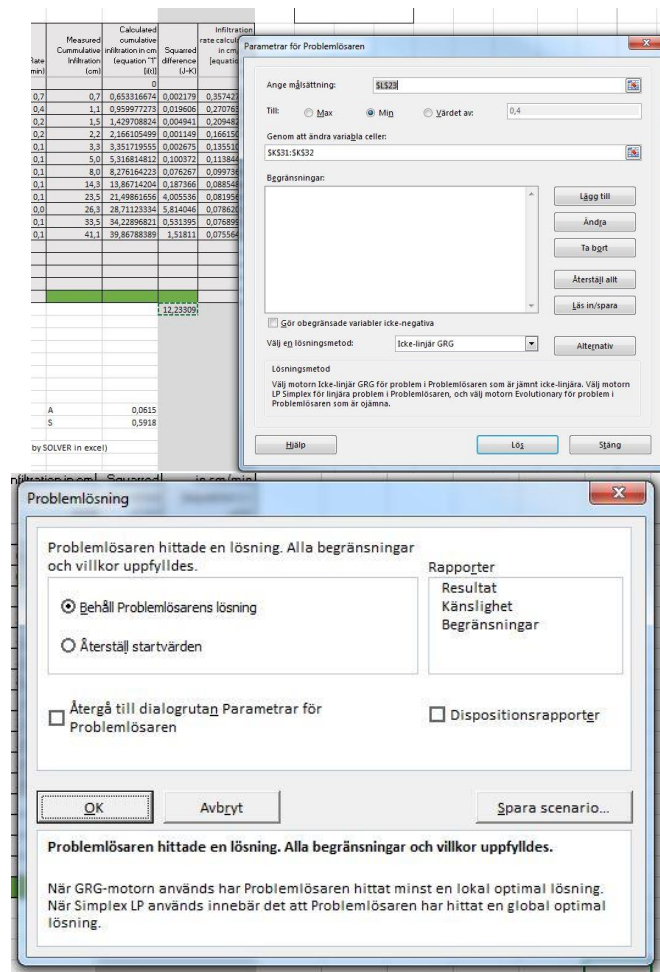 Calculated
Infiltration
Measured
cumulative
rate calcul
Cummulative
infiltration in cm
Squarred
in cm
Rate
Infiltration
(equation "1"
difference
[equatio
min)
(cm)
[i(t)]
(J-K)
0
0,7 0,7 0,653316674 0,002179 0,357427
0,4 1,1 0,959977273 0,019606 0,270763
0,2 1,5 1,429708824 0,004941 0,209482
0,2 2,2 2,166105499 0,001149 0,166150
0,1 3,3 3,351719555 0,002675 0,135510
0,1 5,0 5,316814812 0,100372 0,113844
0,1 8,0 8,276164223 0,076267 0,099736
0,1 14,3 13,86714204 0,187366 0,088548
0,1 23,5 21,49861656 4,005536 0,081956
0,0 26,3 28,71123334 5,814046 0,078620
0,1 33,5 34,22896821 0,531395 0,076899
0,1 41,1 39,86788389 1,51811 0,075564
12,23309
A 0,0615
S 0,5918
by SOLVER in excel)
Parametrar för Problemlösaren
Ange målsättning: $L$23
Till: Max Min Värdet av: 0,4
Genom att ändra variabla celler:
$K$31:$K$32
Begränsningar:
Lägg till
Ändra
Ta bort
Återställ allt
Läs in/spara
Gör obegränsade variabler icke-negativa
Välj en lösningsmetod: Icke-linjär GRG Alternativ
Lösningsmetod
Välj motorn Icke-linjär GRG för problem i Problemlösaren som är jämnt icke-linjära. Välj motorn
LP Simplex för linjära problem i Problemlösaren, och välj motorn Evolutionary för problem i
Problemlösaren som är ojämna.
Hjälp Lös Stäng
Problemlösning
Problemlösaren hittade en lösning. Alla begränsningar
och villkor uppfylldes.
Behåll Problemlösarens lösning
Återställ startvärden
Rapporter
Resultat
Känslighet
Begränsningar
Återgå till dialogrutan Parametrar för
Problemlösaren
Dispositionsrapporter
OK Avbryt Spara scenario...
Problemlösaren hittade en lösning. Alla begränsningar och villkor uppfylldes.
När GRG-motorn används har Problemlösaren hittat minst en lokal optimal lösning.
När Simplex LP används innebär det att Problemlösaren har hittat en global optimal
lösning.